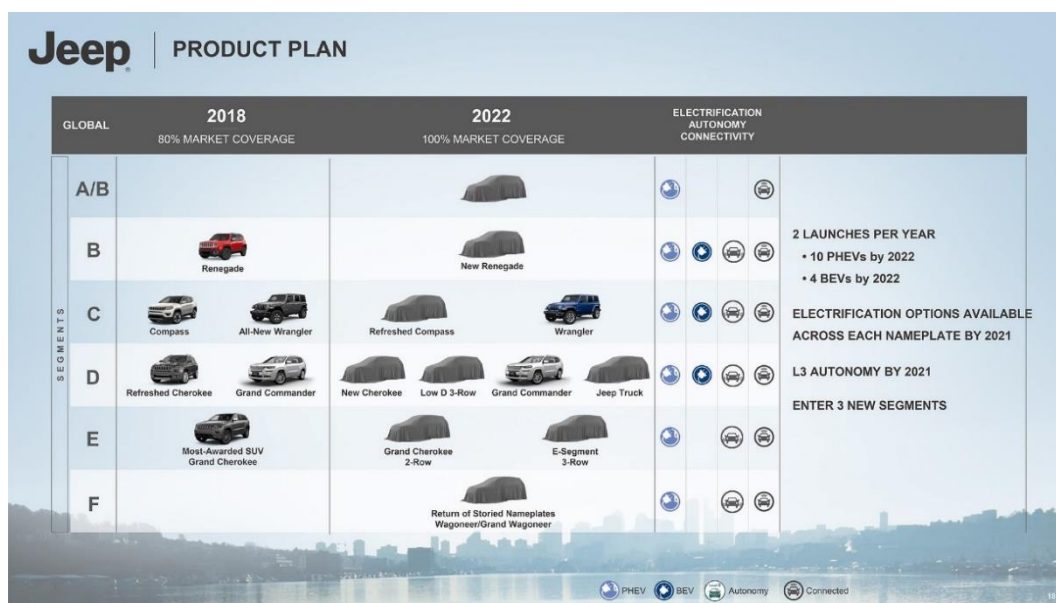 Jeep
PRODUCT PLAN
GLOBAL
2018
80% MARKET COVERAGE
2022
100% MARKET COVERAGE
ELECTRIFICATION
AUTONOMY
CONNECTIVITY
SEGMENTS
A/B
B
Renegade
New Renegade
C
Compass
All-New Wrangler
Refreshed Compass
Wrangler
D
Refreshed Cherokee
Grand Commander
New Cherokee
Low D 3-Row
Grand Commander
Jeep Truck
E
Most-Awarded SUV
Grand Cherokee
Grand Cherokee
2-Row
E-Segment
3-Row
F
Return of Storied Nameplates
Wagoneer/Grand Wagoneer
2 LAUNCHES PER YEAR
• 10 PHEVs by 2022
• 4 BEVs by 2022
ELECTRIFICATION OPTIONS AVAILABLE
ACROSS EACH NAMEPLATE BY 2021
L3 AUTONOMY BY 2021
ENTER 3 NEW SEGMENTS
PHEV
BEV
Autonomy
Connected